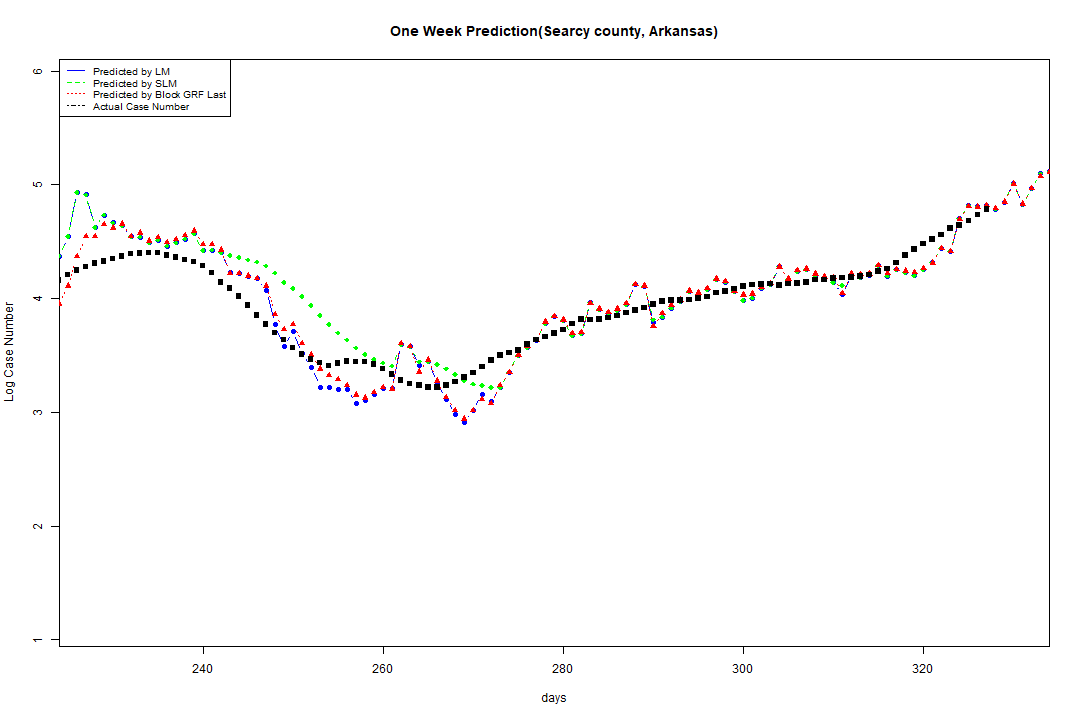 One Week Prediction(Searcy county, Arkansas)
Predicted by LM
Predicted by SLM
Predicted by Block GRF Last
Actual Case Number
6
5
4
3
2
1
Log Case Number
240
260
280
300
320
days